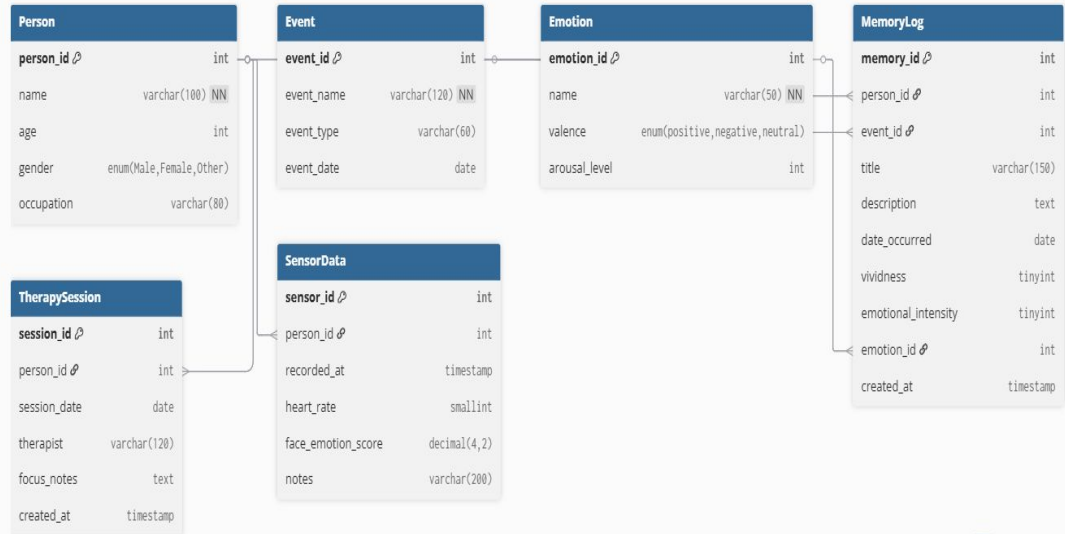 Person
person_id int
name varchar(100) NN
age int
gender enum(Male,Female,Other)
occupation varchar(80)
Event
event_id int
event_name varchar(120) NN
event_type varchar(60)
event_date date
Emotion
emotion_id int
name varchar(50) NN
valence enum(positive,negative,neutral)
arousal_level int
MemoryLog
memory_id int
person_id int
event_id int
title varchar(150)
description text
date_occurred date
vividness tinyint
emotional_intensity tinyint
emotion_id int
created_at timestamp
TherapySession
session_id int
person_id int
session_date date
therapist varchar(120)
focus_notes text
created_at timestamp
SensorData
sensor_id int
person_id int
recorded_at timestamp
heart_rate smallint
face_emotion_score decimal(4,2)
notes varchar(200)